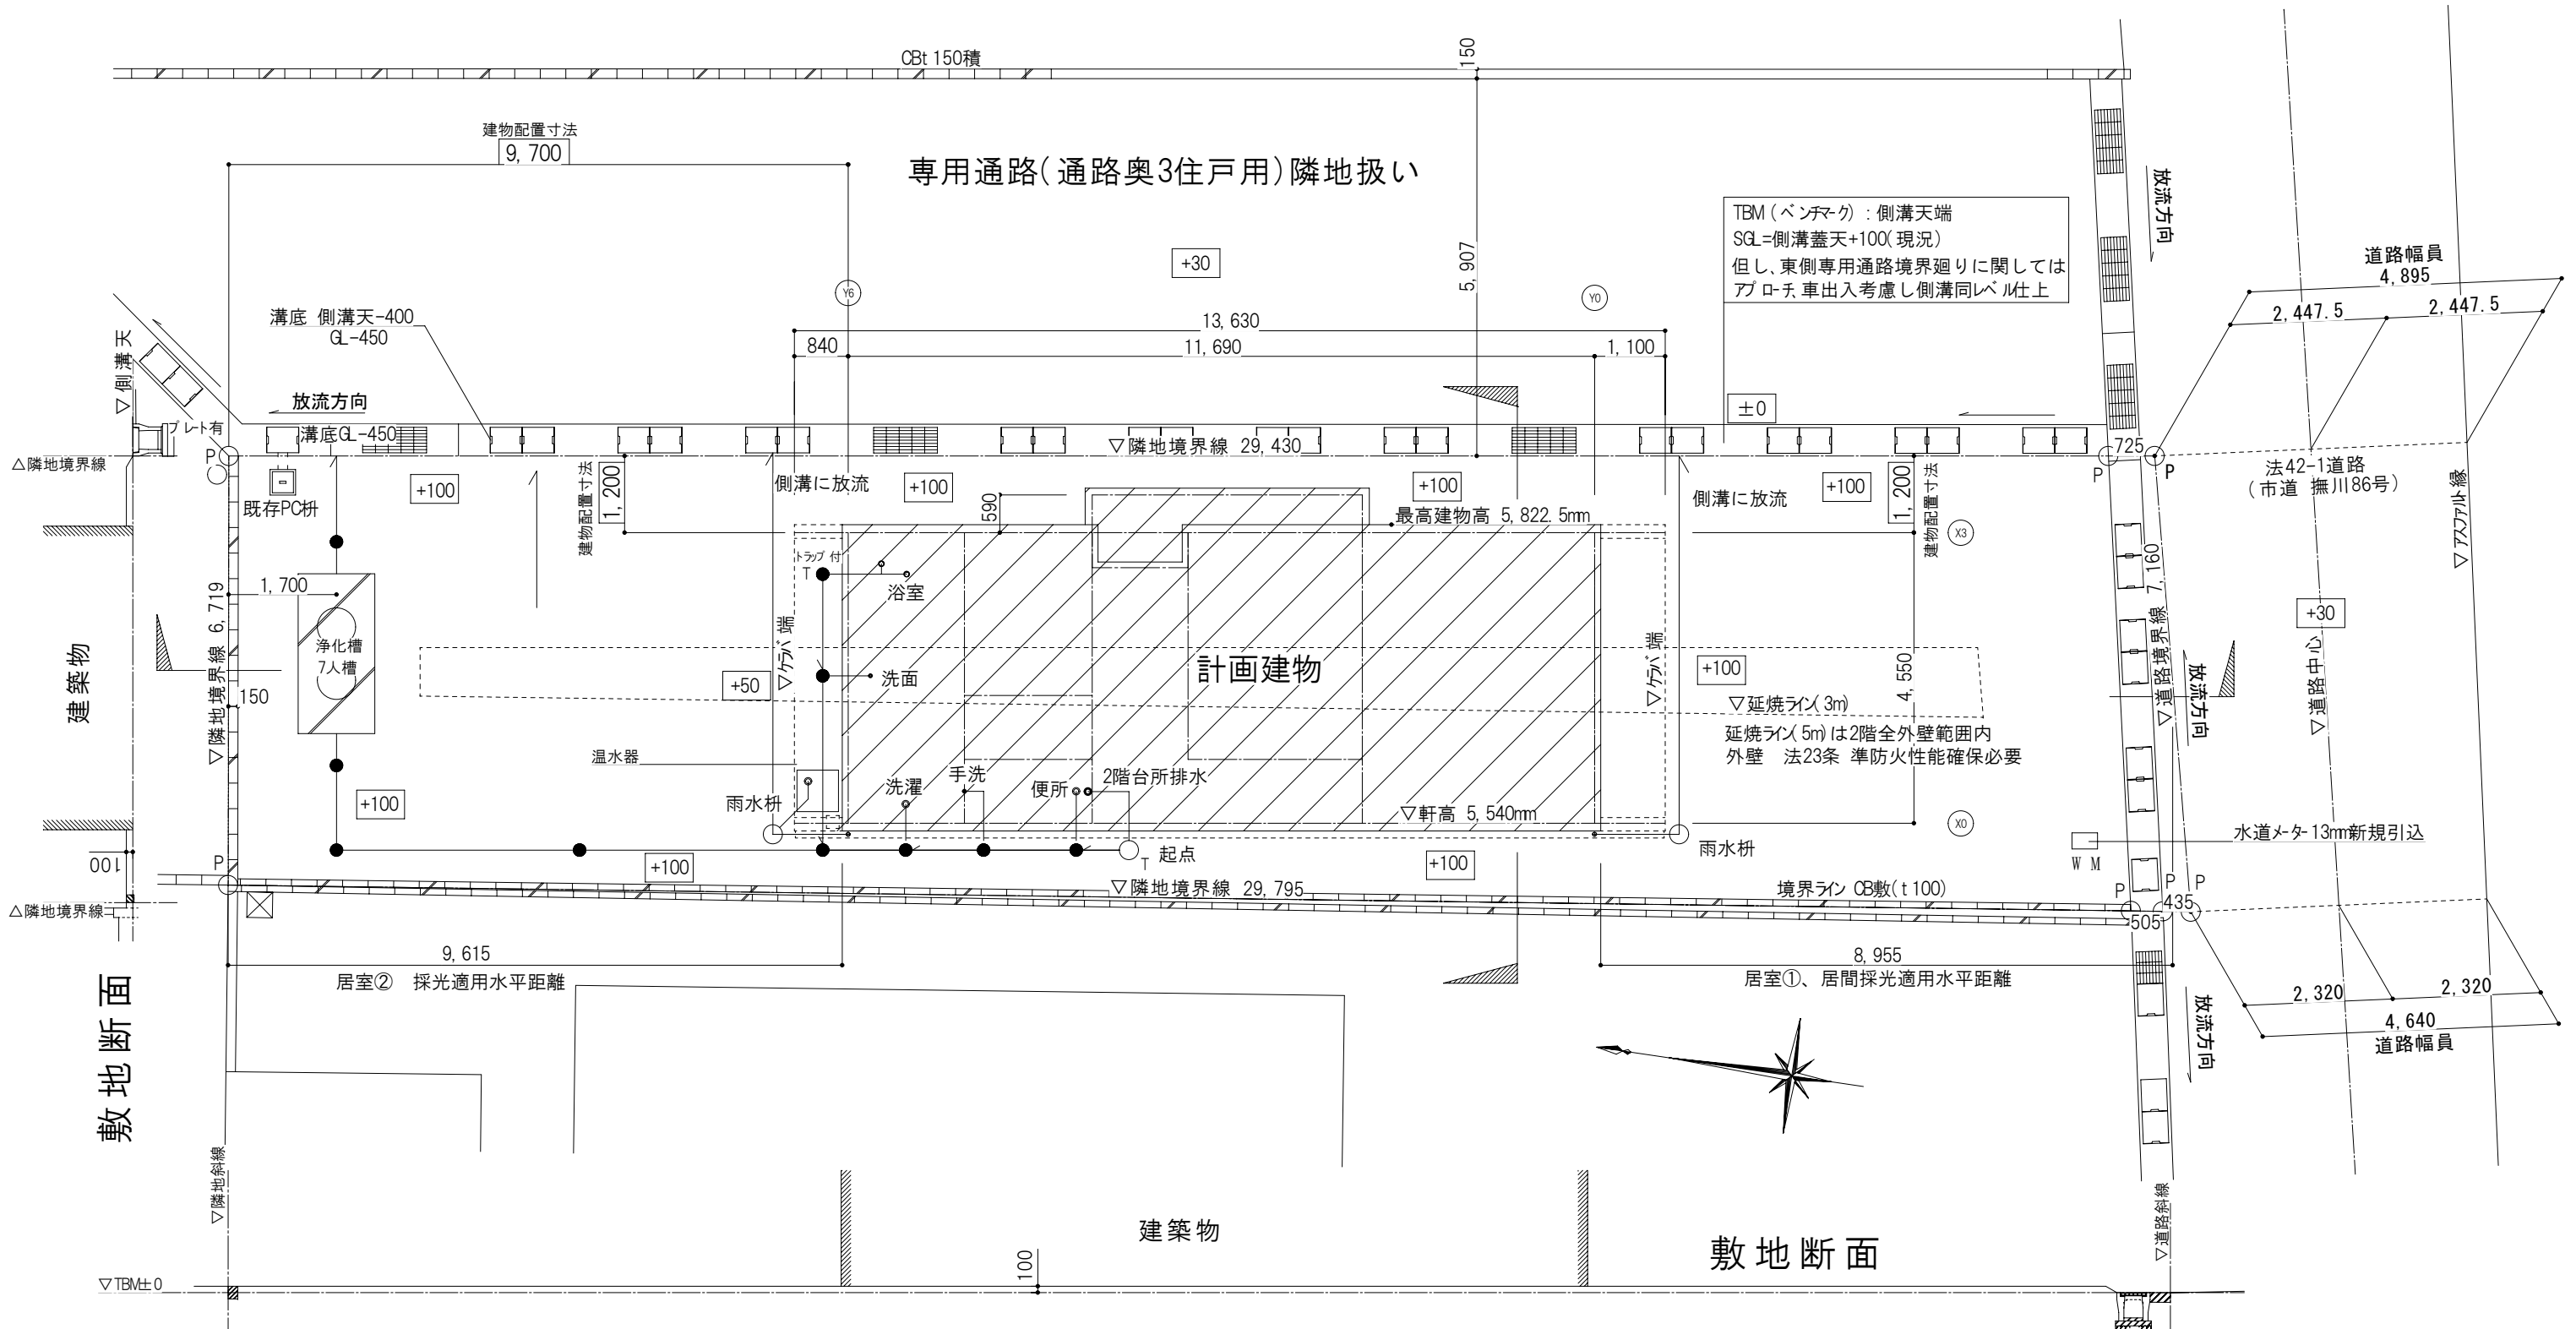 CBt 150積
150
建物配置寸法
9,700
専用通路(通路奥3住戸用)隣地扱い
TBM(ベンチマーク):側溝天端
SGL=側溝蓋天+100(現況)
但し、東側専用通路境界廻りに関しては
アプローチ、車出入考慮し側溝同レベル仕上
放流方向
+30
5,907
道路幅員
4,895
2,447.5
2,447.5
Y6
Y0
溝底 側溝天-400
GL-450
13,630
840
11,690
1,100
▽側溝天
放流方向
±0
プレート有
溝底GL-450
▽隣地境界線 29,430
725
△隣地境界線
P
P
P
法42-1道路
(市道 撫川86号)
▽アスファルト縁
既存PC枡
+100
建物配置寸法
1,200
側溝に放流
+100
590
+100
側溝に放流
+100
1,200
建物配置寸法
最高建物高 5,822.5mm
X3
トラップ付
T
浴室
1,700
▽隣地境界線 6,719
浄化槽
7人槽
150
建築物
▽ケラバ端
+50
洗面
計画建物
▽ケラバ端
+100
4,550
▽延焼ライン(3m)
延焼ライン(5m)は2階全外壁範囲内
外壁 法23条 準防火性能確保必要
▽道路境界線 7,160
放流方向
+30
▽道路中心
温水器
雨水枡
洗濯
手洗
便所
2階台所排水
▽軒高 5,540mm
X0
+100
水道メーター13mm新規引込
W M
100
P
+100
T
起点
+100
雨水枡
▽隣地境界線 29,795
境界ライン CB敷(t100)
P
P
P
435
505
△隣地境界線
9,615
居室② 採光適用水平距離
8,955
居室①、居間採光適用水平距離
2,320
2,320
4,640
道路幅員
放流方向
敷地断面
▽隣地斜線
建築物
敷地断面
▽道路斜線
▽TBM±0
100